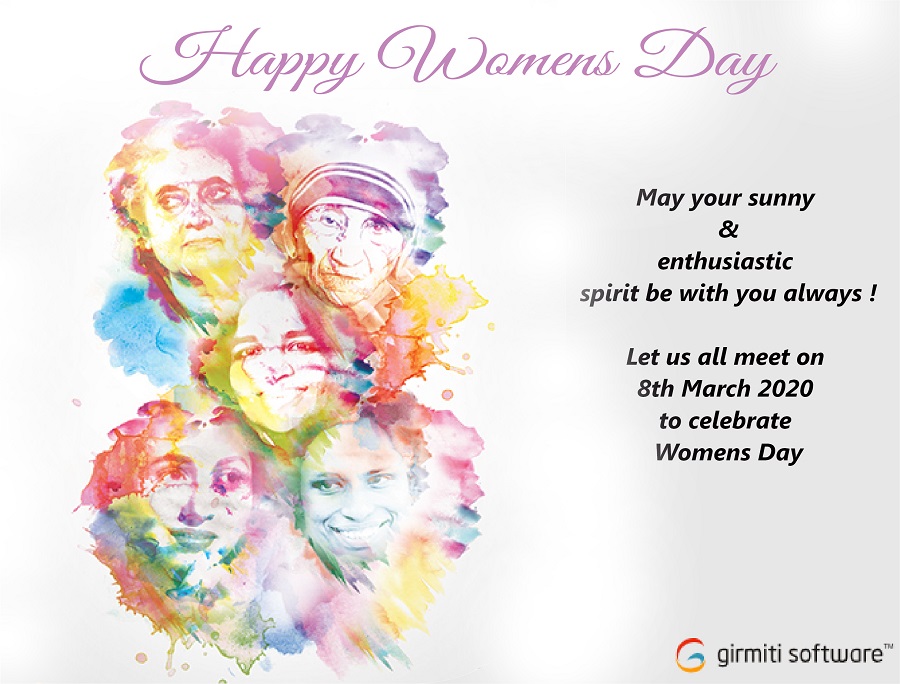 Happy Womens Day
May your sunny
&
enthusiastic
spirit be with you always !
Let us all meet on
8th March 2020
to celebrate
Womens Day
girmiti software™